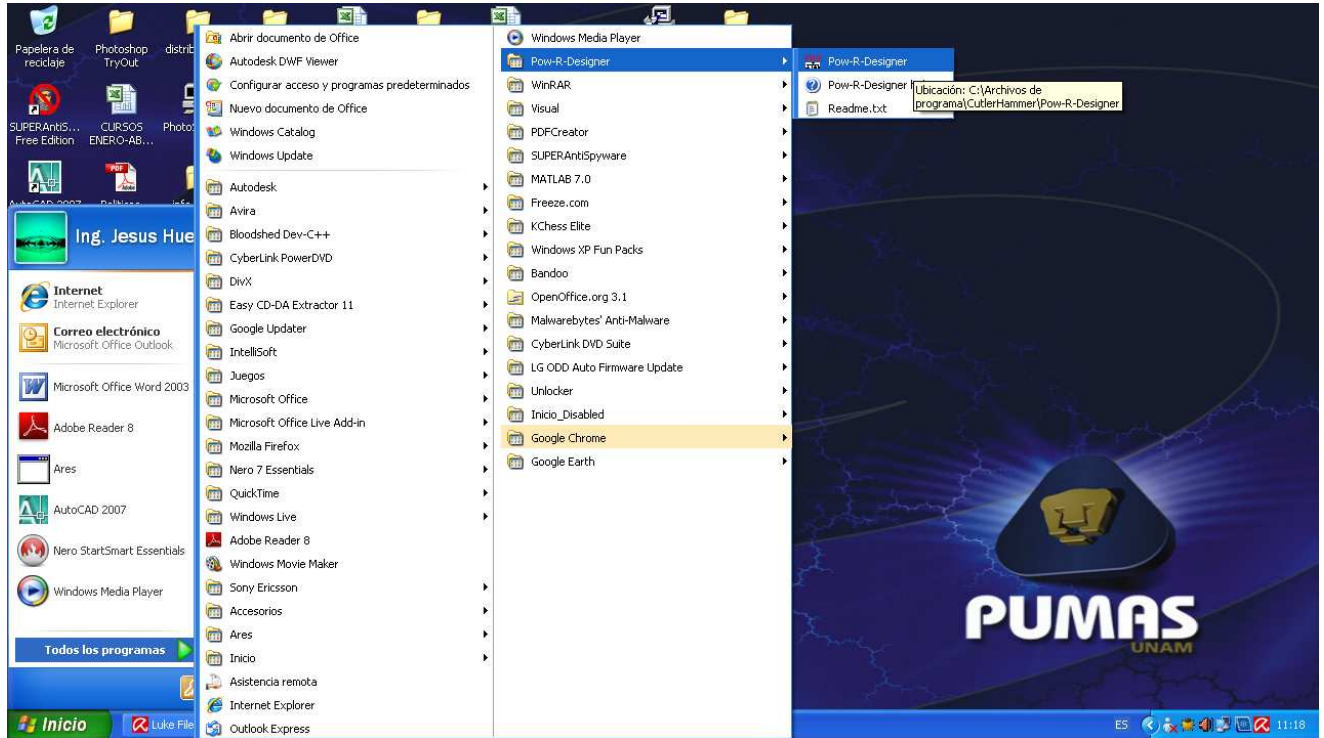 Papelera de reciclaje
Photoshop TryOut
SUPERAntiS... Free Edition
CURSOS ENERO-AB...
Ing. Jesus Hue
Internet
Internet Explorer
Correo electrónico
Microsoft Office Outlook
Microsoft Office Word 2003
Adobe Reader 8
Ares
AutoCAD 2007
Nero StartSmart Essentials
Windows Media Player
Todos los programas
Inicio
Luke File
Abrir documento de Office
Autodesk DWF Viewer
Configurar acceso y programas predeterminados
Nuevo documento de Office
Windows Catalog
Windows Update
Autodesk
Avira
Bloodshed Dev-C++
CyberLink PowerDVD
DivX
Easy CD-DA Extractor 11
Google Updater
IntelliSoft
Juegos
Microsoft Office
Microsoft Office Live Add-in
Mozilla Firefox
Nero 7 Essentials
QuickTime
Windows Live
Adobe Reader 8
Windows Movie Maker
Sony Ericsson
Accesorios
Ares
Inicio
Asistencia remota
Internet Explorer
Outlook Express
Windows Media Player
Pow-R-Designer
WinRAR
Visual
PDFCreator
SUPERAntiSpyware
MATLAB 7.0
Freeze.com
KChess Elite
Windows XP Fun Packs
Bandoo
OpenOffice.org 3.1
Malwarebytes' Anti-Malware
CyberLink DVD Suite
LG ODD Auto Firmware Update
Unlocker
Inicio_Disabled
Google Chrome
Google Earth
Pow-R-Designer
Pow-R-Designer
Readme.txt
Ubicación: C:\Archivos de
programa\CutlerHammer\Pow-R-Designer
PUMAS
UNAM
ES
11:18